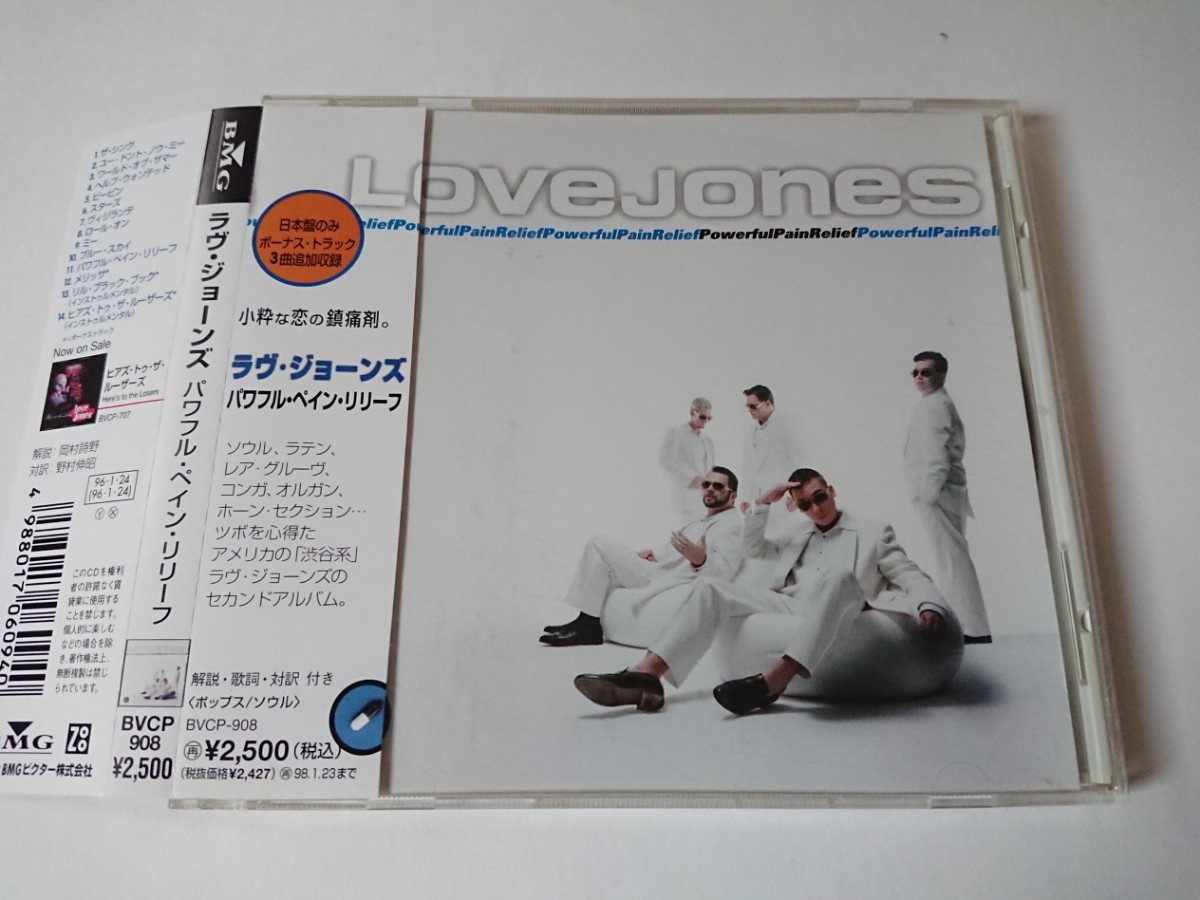 1.ザ・シング
2.ユー・ドント・ノウ・ミー
3.ワールド・オブ・サマー
4.ヘルプ・ウォンテッド
5.ピーピン
6.スターズ
7.ヴィジランテ
8.ロール・オン
9.ミー
10.ブルー・スカイ
11.パワフル・ペイン・リリーフ
12.メリッサ*
13.リル・ブラック・ブック*
(インストゥルメンタル)
14.ヒアズ・トゥ・ザ・ルーザーズ*
(インストゥルメンタル)
*=ボーナストラック
Now on Sale
Love Jones
ヒアズ・トゥ・ザ・
ルーザーズ
Here's to the Losers
BVCP-707
解説:岡村詩野
対訳:野村伸昭
96・1・24
(96・1・24)
4 988017 060940
このCDを権利
者の許諾なく賃
貸業に使用する
ことを禁じます。
個人的に楽しむ
などの場合を除
き、著作権法上、
無断複製は禁じ
られています。
BMG
BMGビクター株式会社
BMG
ラヴ・ジョーンズ パワフル・ペイン・リリーフ
BVCP
908
¥2,500
日本盤のみ
ボーナス・トラック
3曲追加収録
小粋な恋の鎮痛剤。
ラヴ・ジョーンズ
パワフル・ペイン・リリーフ
ソウル、ラテン、
レア・グルーヴ、
コンガ、オルガン、
ホーン・セクション…
ツボを心得た
アメリカの「渋谷系」
ラヴ・ジョーンズの
セカンドアルバム。
解説・歌詞・対訳 付き
〈ポップス/ソウル〉
BVCP-908
再¥2,500(税込)
(税抜価格¥2,427) 再98.1.23まで
LoveJones
liefPowerfulPainReliefPowerfulPainReliefPowerfulPainReliefPowerfulPainReli